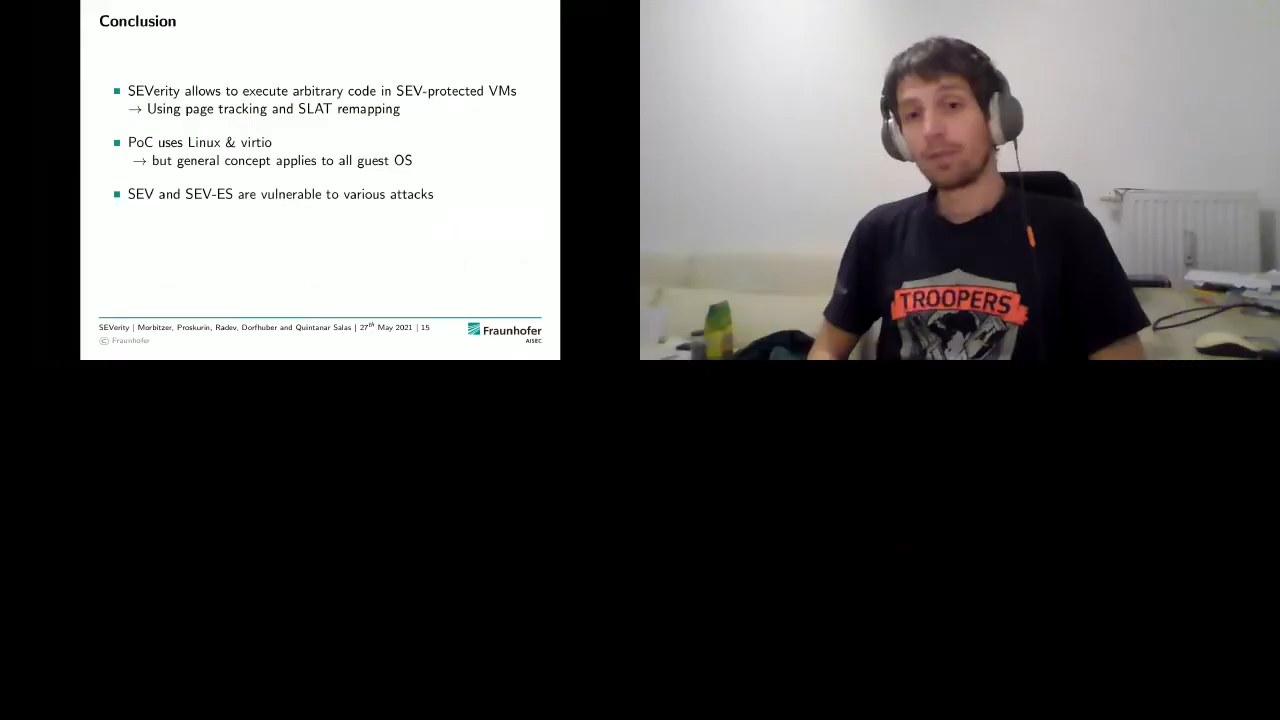 Conclusion
SEVerity allows to execute arbitrary code in SEV-protected VMs
→ Using page tracking and SLAT remapping
PoC uses Linux & virtio
→ but general concept applies to all guest OS
SEV and SEV-ES are vulnerable to various attacks
SEVerity | Morbitzer, Proskurin, Radev, Dorfhuber and Quintanar Salas | 27th May 2021 | 15
© Fraunhofer
Fraunhofer
AISEC
TROOPERS